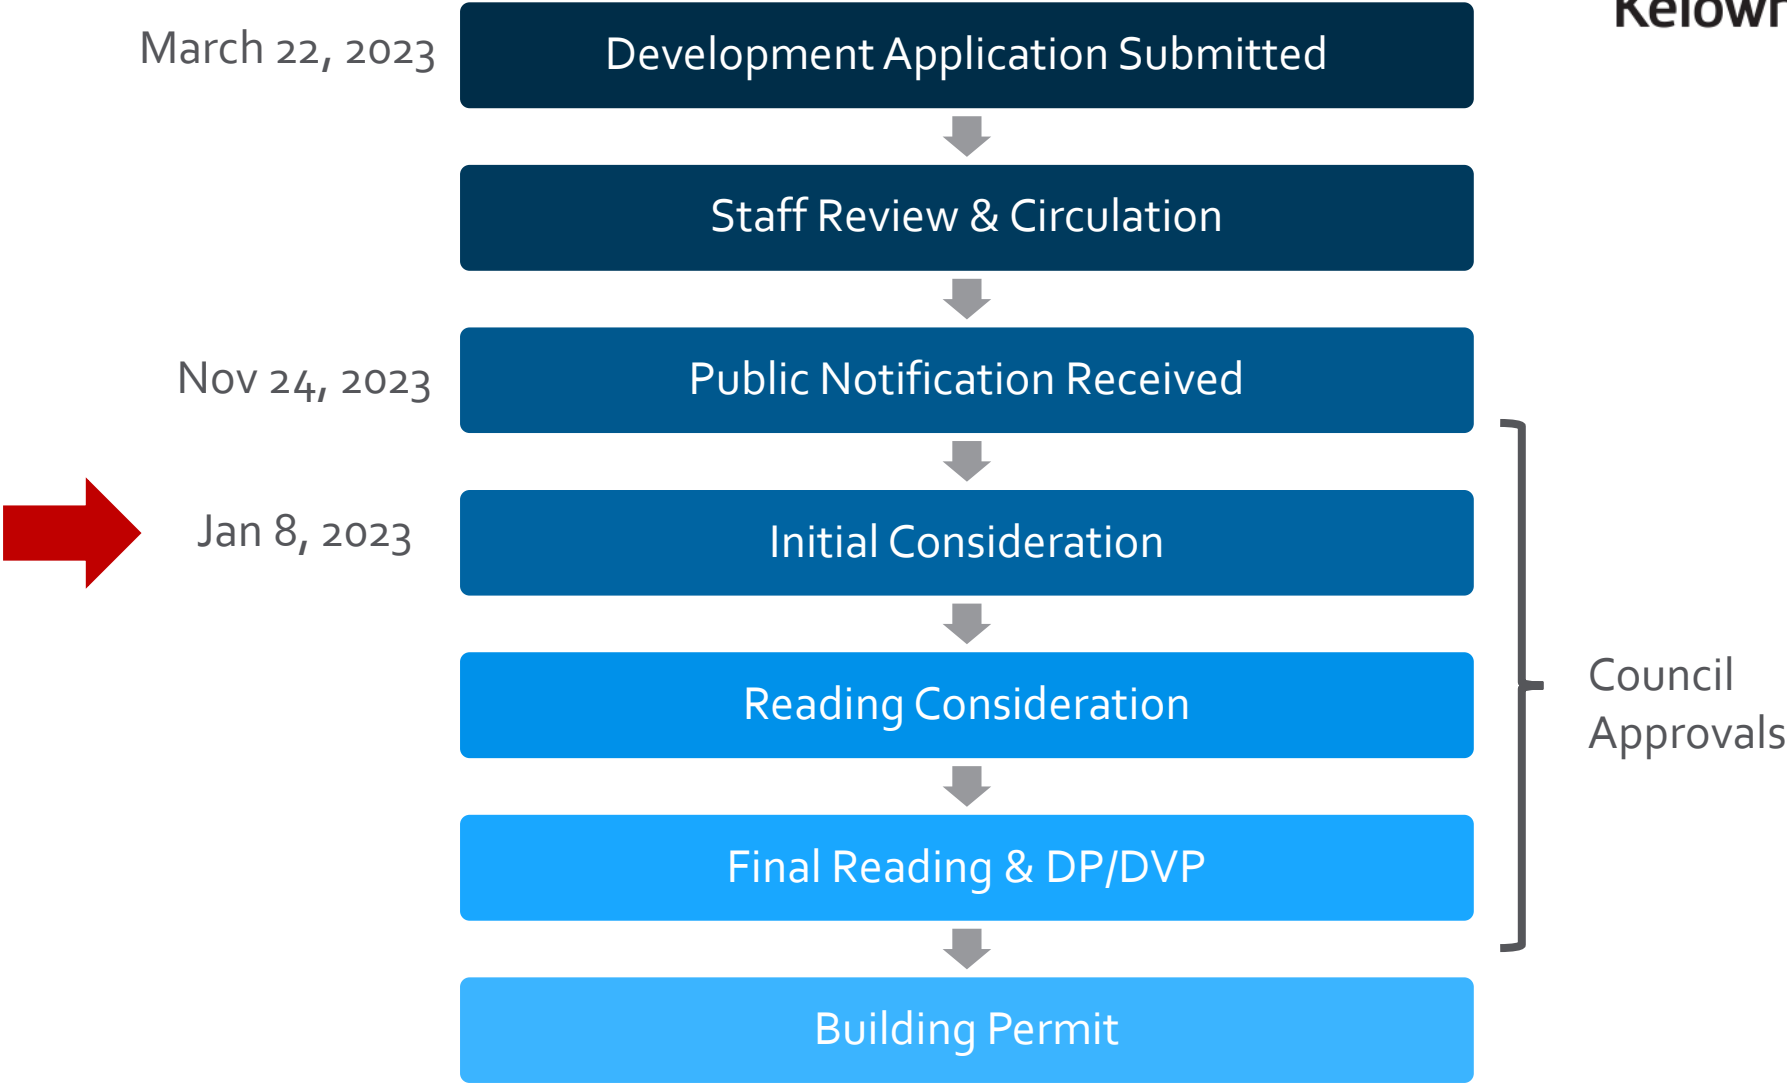 Kelowr
March 22, 2023
Development Application Submitted
Staff Review & Circulation
Nov 24, 2023
Public Notification Received
Jan 8, 2023
Initial Consideration
Reading Consideration
Council
Approvals
Final Reading & DP/DVP
Building Permit